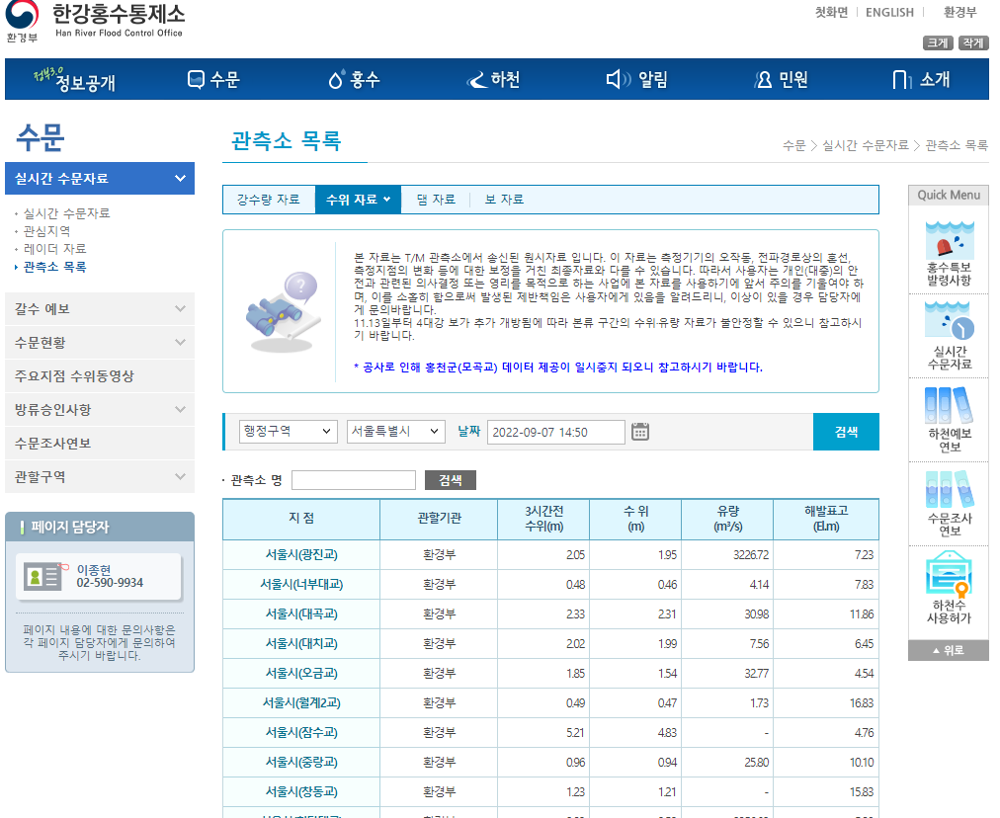 환경부
한강홍수통제소
Han River Flood Control Office
첫화면
ENGLISH
환경부
크게 작게
정부3.0
정보공개
수문
홍수
하천
알림
민원
소개
수문
실시간 수문자료
실시간 수문자료
관심지역
레이더 자료
관측소 목록
갈수 예보
수문현황
주요지점 수위동영상
방류승인사항
수문조사연보
관할구역
페이지 담당자
이종현
02-590-9934
페이지 내용에 대한 문의사항은
각 페이지 담당자에게 문의하여
주시기 바랍니다.
관측소 목록
수문 > 실시간 수문자료 > 관측소 목록
강수량 자료 수위 자료 댐 자료 보 자료
본 자료는 T/M 관측소에서 송신된 원시자료 입니다. 이 자료는 측정기기의 오작동, 전파경로상의 혼선,
측정지점의 변화 등에 대한 보정을 거친 최종자료와 다를 수 있습니다. 따라서 사용자는 개인(대중)의 안
전과 관련된 의사결정 또는 영리를 목적으로 하는 사업에 본 자료를 사용하기에 앞서 주의를 기울여야 하
며, 이를 소홀히 함으로써 발생된 제반책임은 사용자에게 있음을 알려드리니, 이상이 있을 경우 담당자에
게 문의바랍니다.
11.13일부터 4대강 보가 추가 개방됨에 따라 본류 구간의 수위·유량 자료가 불안정할 수 있으니 참고하시
기 바랍니다.
* 공사로 인해 홍천군(모곡교) 데이터 제공이 일시중지 되오니 참고하시기 바랍니다.
행정구역 서울특별시 날짜 2022-09-07 14:50 검색
· 관측소 명 검색
지 점 관할기관 3시간전 수위(m) 수 위 (m) 유량 (m³/s) 해발표고 (El.m)
서울시(광진교) 환경부 2.05 1.95 3226.72 7.23
서울시(너부대교) 환경부 0.48 0.46 4.14 7.83
서울시(대곡교) 환경부 2.33 2.31 30.98 11.86
서울시(대치교) 환경부 2.02 1.99 7.56 6.45
서울시(오금교) 환경부 1.85 1.54 32.77 4.54
서울시(월계2교) 환경부 0.49 0.47 1.73 16.83
서울시(잠수교) 환경부 5.21 4.83 - 4.76
서울시(중랑교) 환경부 0.96 0.94 25.80 10.10
서울시(창동교) 환경부 1.23 1.21 - 15.83
Quick Menu
홍수특보
발령사항
실시간
수문자료
하천예보
연보
수문조사
연보
하천수
사용허가
▲ 위로